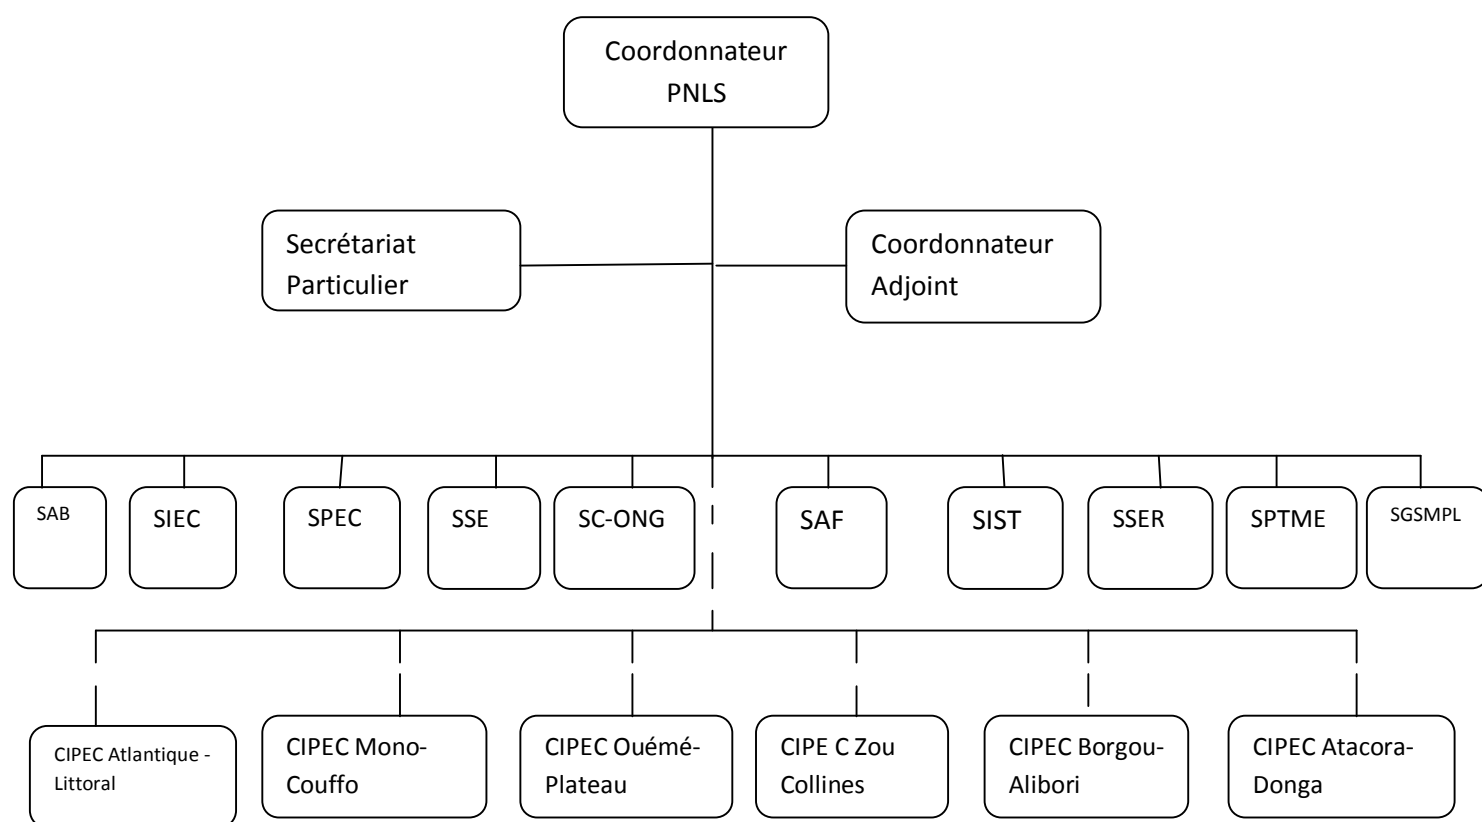 Coordonnateur
PNLS
Secrétariat
Particulier
Coordonnateur
Adjoint
SAB
SIEC
SPEC
SSE
SC-ONG
SAF
SIST
SSER
SPTME
SGSMPL
CIPEC Atlantique -
Littoral
CIPEC Mono-
Couffo
CIPEC Ouémé-
Plateau
CIPE C Zou
Collines
CIPEC Borgou-
Alibori
CIPEC Atacora-
Donga